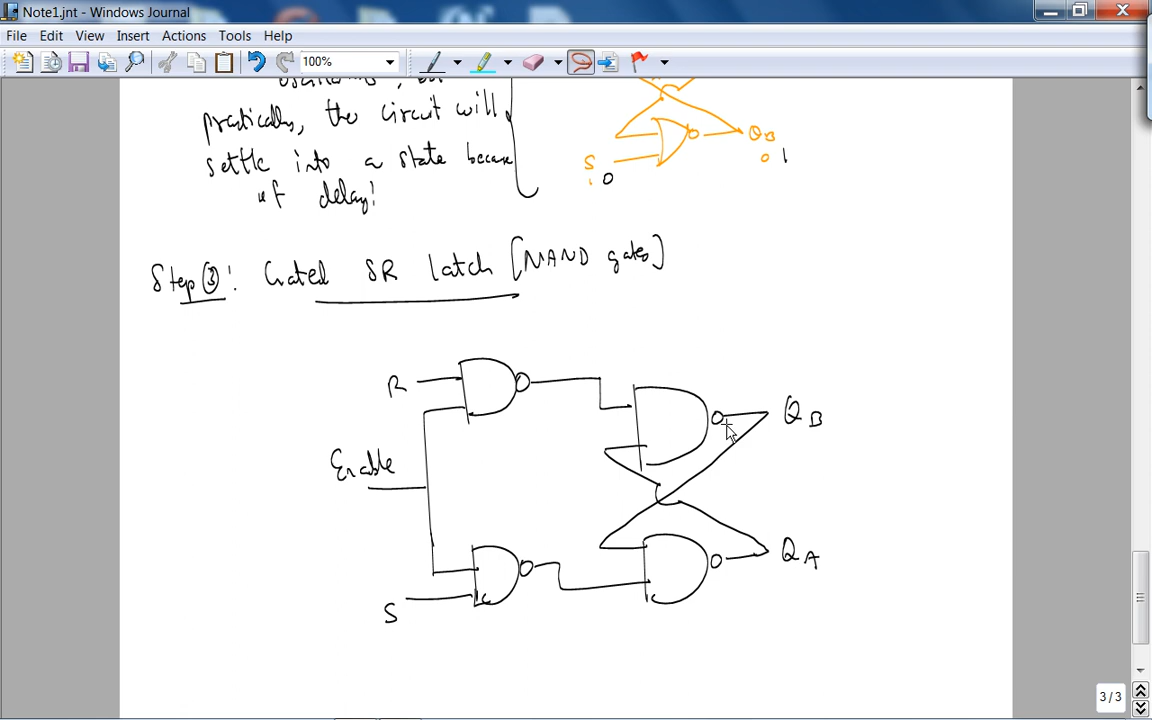 Note1.jnt - Windows Journal
File Edit View Insert Actions Tools Help
100%
practically, the circuit will
settle into a state because
of delay!
S
1 0
QB
0 1
Step ③: Gated SR latch [NAND gates]
R
QB
Enable
QA
S
3/3